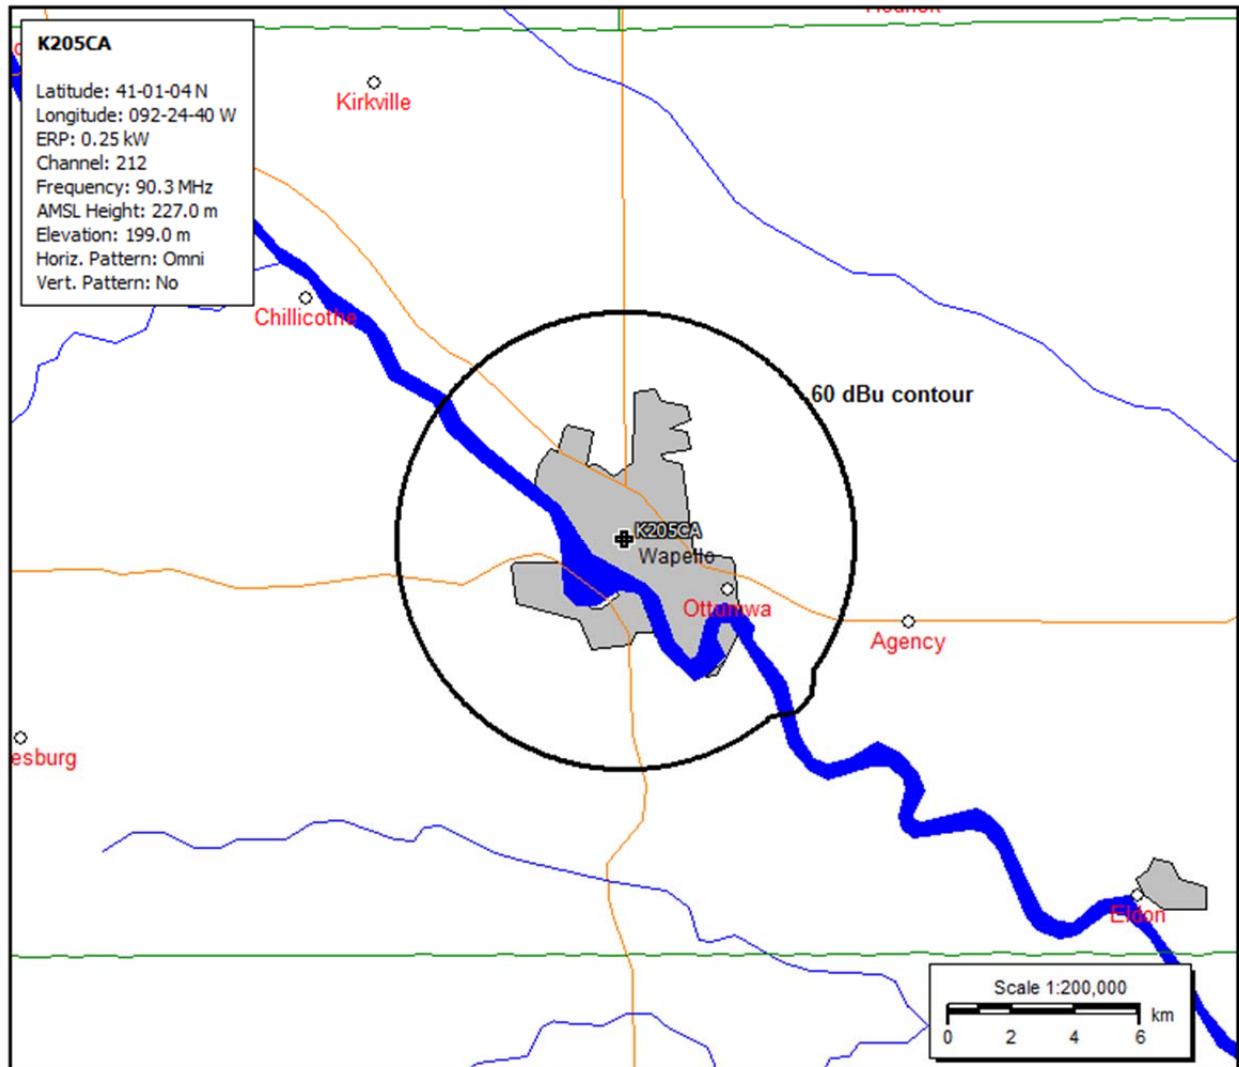 K205CA
Latitude: 41-01-04 N
Longitude: 092-24-40 W
ERP: 0.25 kW
Channel: 212
Frequency: 90.3 MHz
AMSL Height: 227.0 m
Elevation: 199.0 m
Horiz. Pattern: Omni
Vert. Pattern: No
Kirkville
Chillicothe
60 dBu contour
K205CA
Wapello
Ottumwa
Agency
esburg
Eldon
Scale 1:200,000
km
0 2 4 6